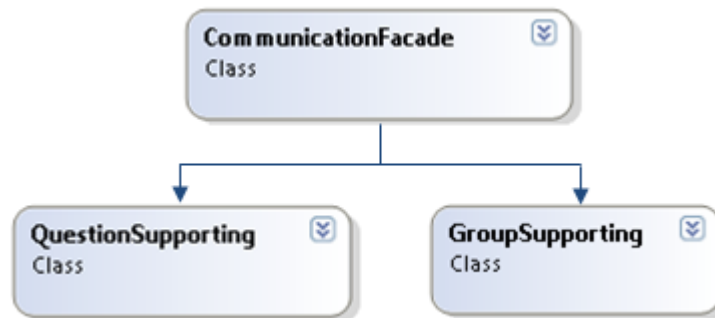 CommunicationFacade
Class
QuestionSupporting
Class
GroupSupporting
Class